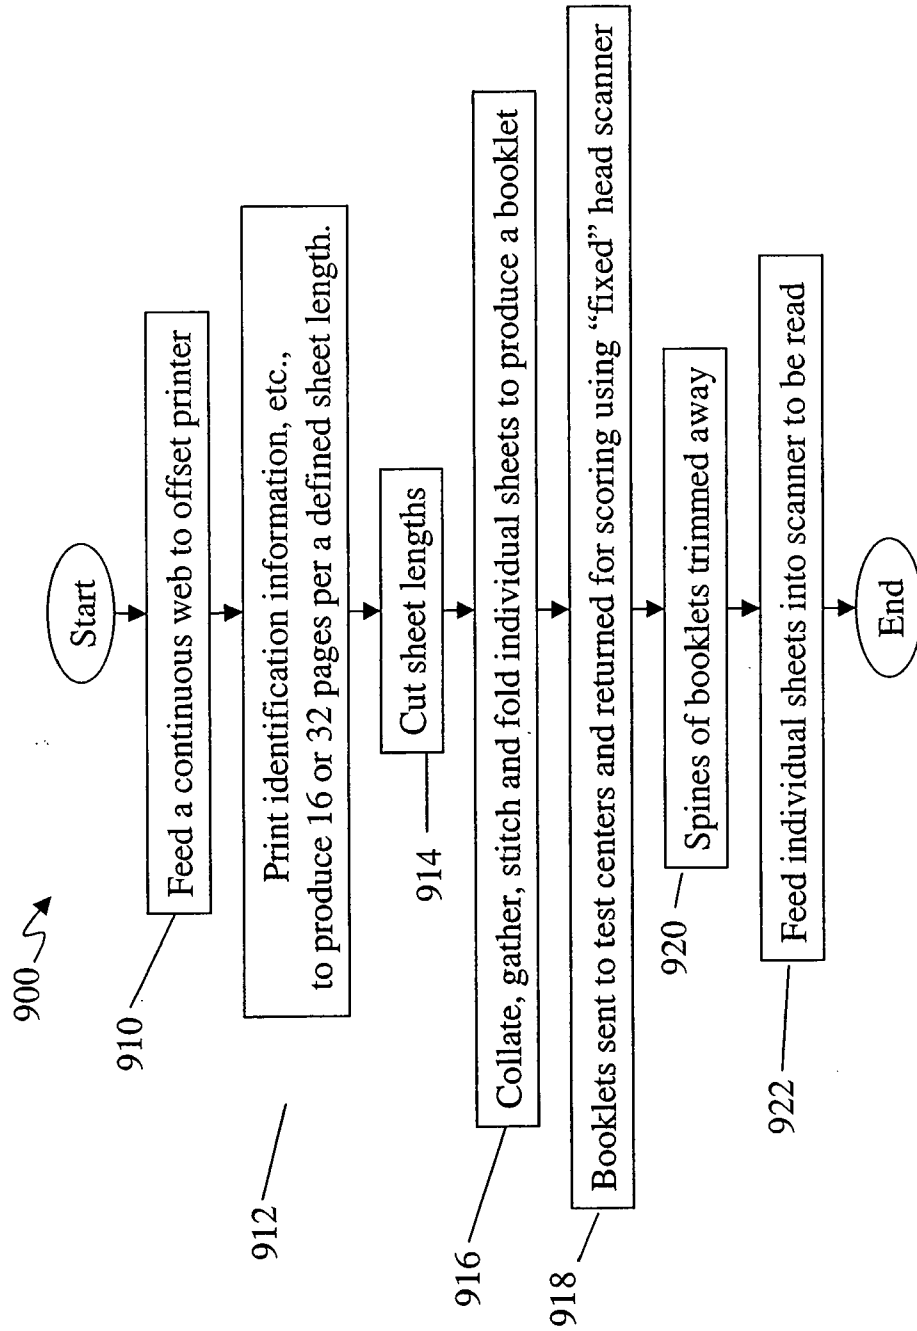 900
Start
910
Feed a continuous web to offset printer
912
Print identification information, etc.,
to produce 16 or 32 pages per a defined sheet length.
914
Cut sheet lengths
916
Collate, gather, stitch and fold individual sheets to produce a booklet
918
Booklets sent to test centers and returned for scoring using “fixed” head scanner
920
Spines of booklets trimmed away
922
Feed individual sheets into scanner to be read
End